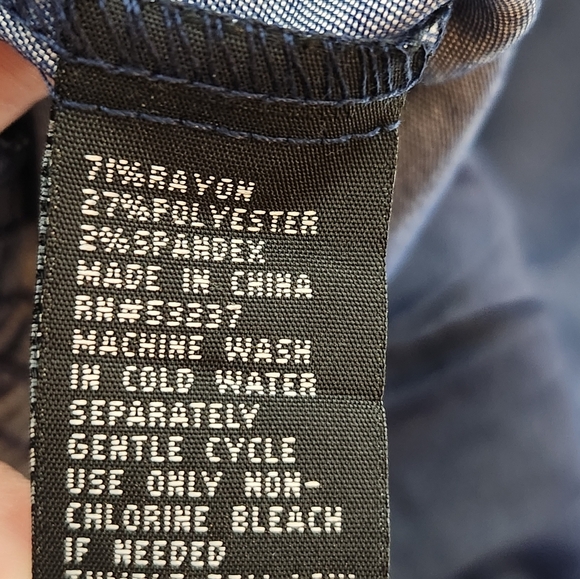 71%RAYON
27%POLYESTER
2%SPANDEX
MADE IN CHINA
RN#53337
MACHINE WASH
IN COLD WATER
SEPARATELY
GENTLE CYCLE
USE ONLY NON-
CHLORINE BLEACH
IF NEEDED